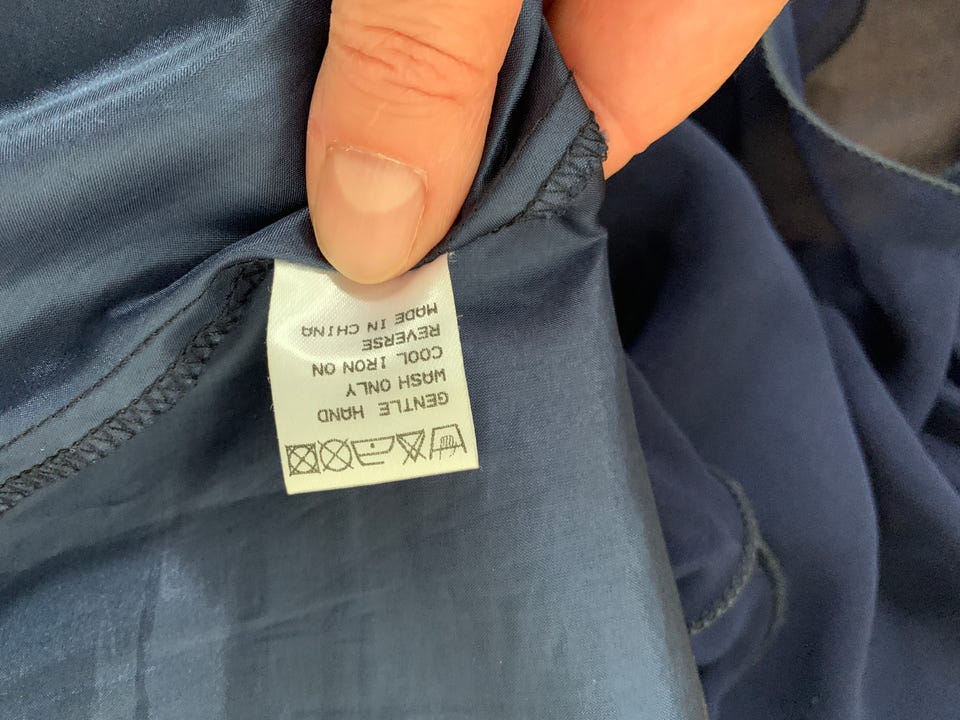 GENTLE HAND
WASH ONLY
COOL IRON ON
REVERSE
MADE IN CHINA